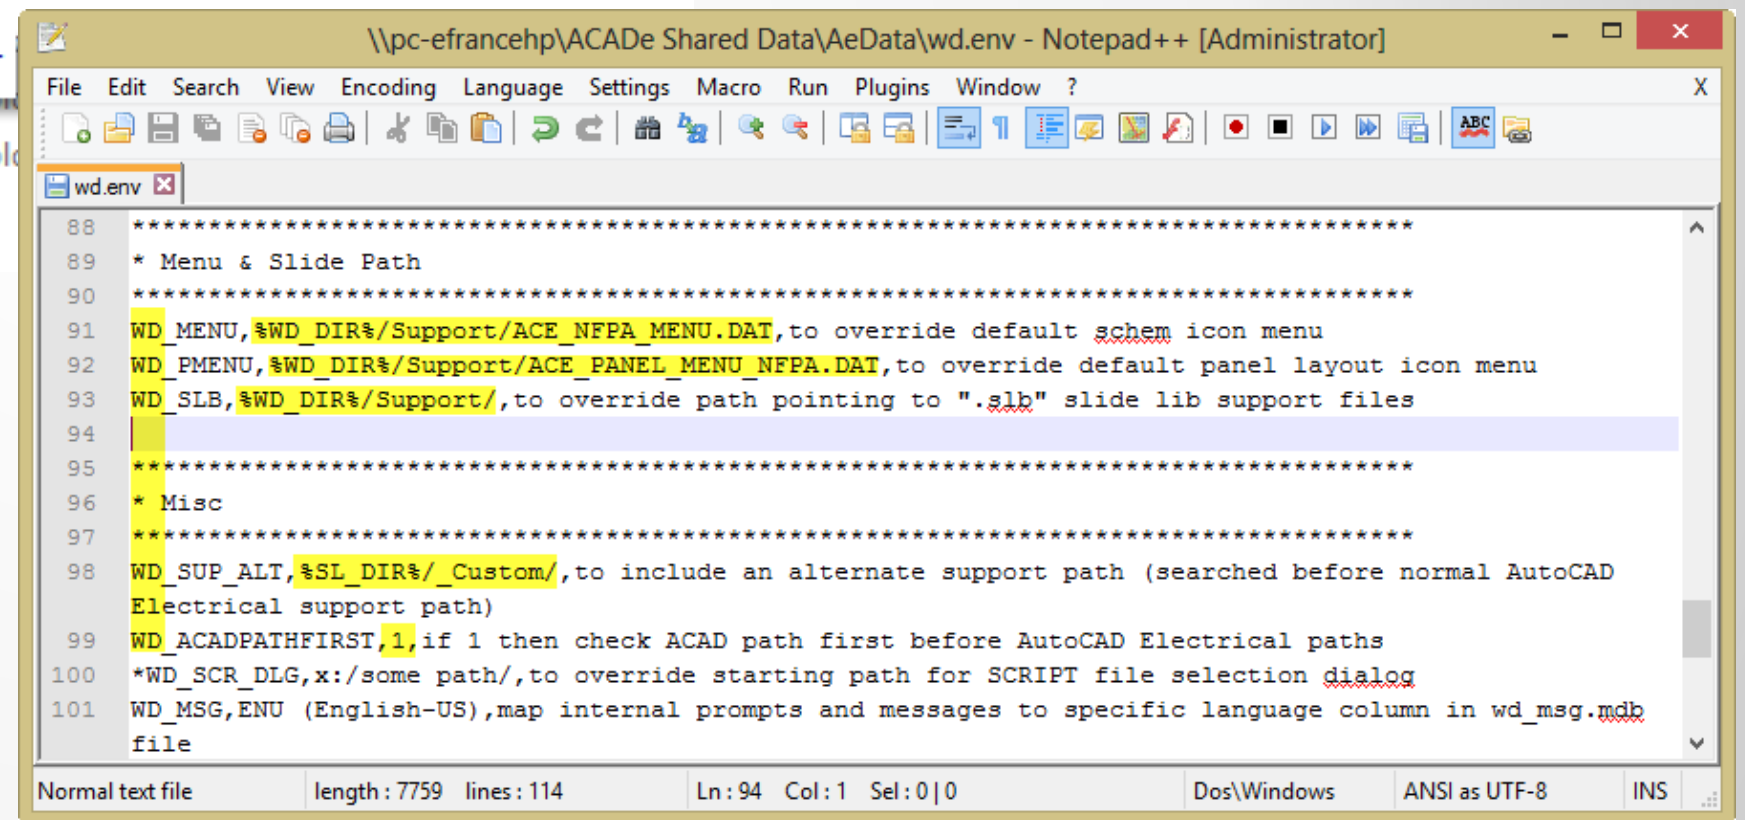 \\pc-efrancehp\ACADe Shared Data\AeData\wd.env - Notepad++ [Administrator]
File Edit Search View Encoding Language Settings Macro Run Plugins Window ? X
ABC
wd.env
88 *************************************************************************************
89 * Menu & Slide Path
90 *************************************************************************************
91 WD_MENU,%WD_DIR%/Support/ACE_NFPA_MENU.DAT,to override default schem icon menu
92 WD_PMENU,%WD_DIR%/Support/ACE_PANEL_MENU_NFPA.DAT,to override default panel layout icon menu
93 WD_SLB,%WD_DIR%/Support/,to override path pointing to ".slb" slide lib support files
94
95 *************************************************************************************
96 * Misc
97 *************************************************************************************
98 WD_SUP_ALT,%SL_DIR%/_Custom/,to include an alternate support path (searched before normal AutoCAD
Electrical support path)
99 WD_ACADPATHFIRST,1,if 1 then check ACAD path first before AutoCAD Electrical paths
100 *WD_SCR_DLG,x:/some path/,to override starting path for SCRIPT file selection dialog
101 WD_MSG,ENU (English-US),map internal prompts and messages to specific language column in wd_msg.mdb
file
Normal text file length : 7759 lines : 114 Ln : 94 Col : 1 Sel : 0 | 0 Dos\Windows ANSI as UTF-8 INS